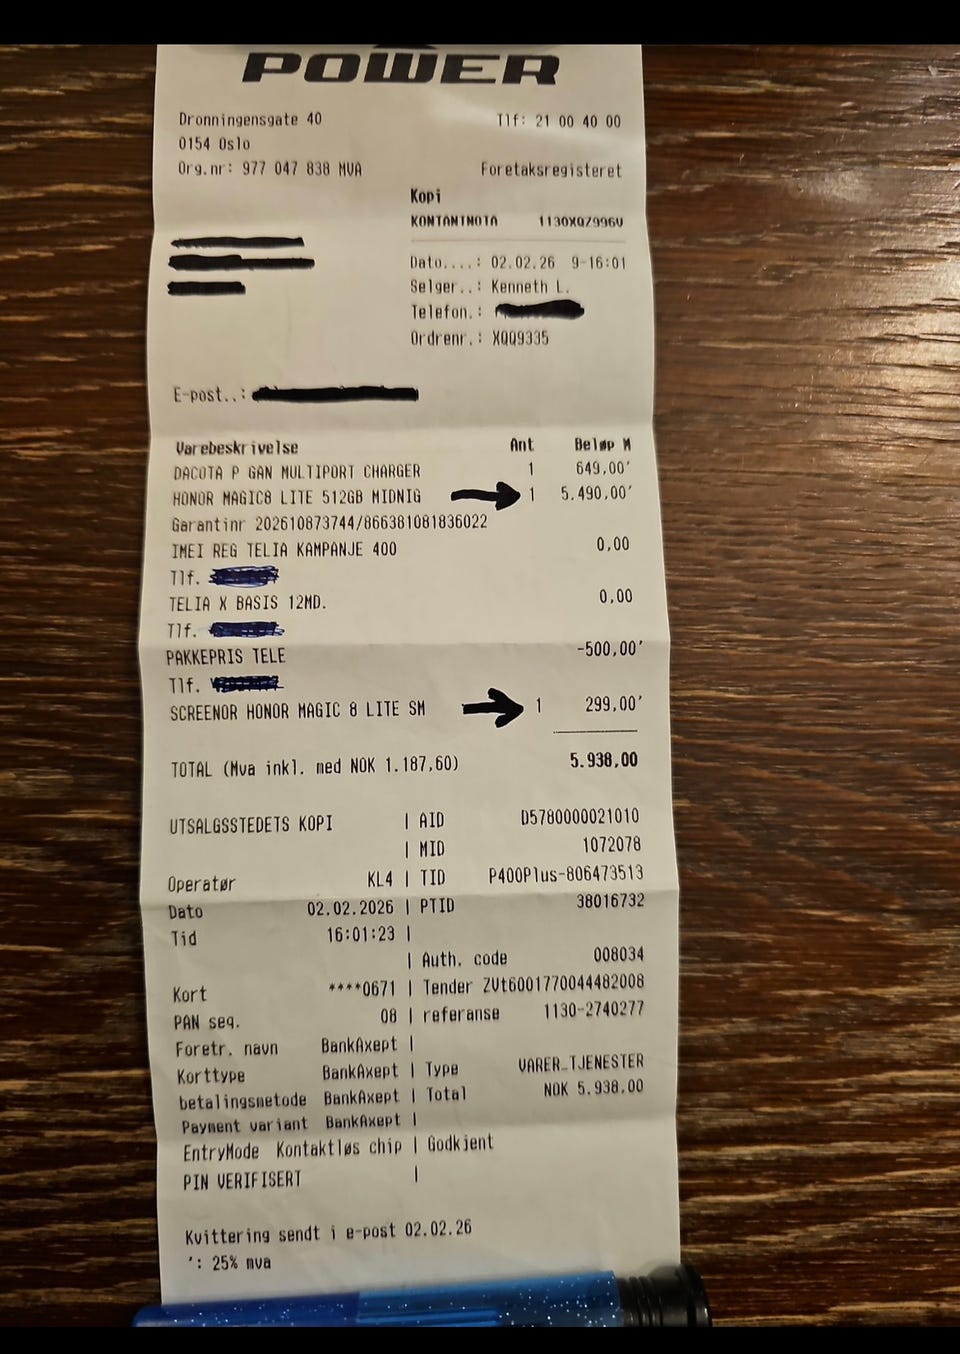 POWER
Dronningensgate 40 Tlf: 21 00 40 00
0154 Oslo
Org.nr: 977 047 838 MVA Foretaksregisteret
Kopi
KONTANTNOTA 1130XQZ996V
Dato....: 02.02.26 9-16:01
Selger..: Kenneth L.
Telefon.:
Ordrenr.: XQQ9335
E-post..:
Varebeskrivelse Ant Beløp M
DACOTA P GAN MULTIPORT CHARGER 1 649,00'
HONOR MAGIC8 LITE 512GB MIDNIG 1 5.490,00'
Garantinr 202610873744/866381081836022
IMEI REG TELIA KAMPANJE 400 0,00
Tlf.
TELIA X BASIS 12MD. 0,00
Tlf.
PAKKEPRIS TELE -500,00'
Tlf.
SCREENOR HONOR MAGIC 8 LITE SM 1 299,00'
TOTAL (Mva inkl. med NOK 1.187,60) 5.938,00
UTSALGSSTEDETS KOPI | AID D5780000021010
| MID 1072078
Operatør KL4 | TID P400Plus-806473513
Dato 02.02.2026 | PTID 38016732
Tid 16:01:23 |
| Auth. code 008034
Kort ****0671 | Tender ZVt6001770044482008
PAN seq. 08 | referanse 1130-2740277
Foretr. navn BankAxept |
Korttype BankAxept | Type VARER_TJENESTER
betalingsmetode BankAxept | Total NOK 5.938.00
Payment variant BankAxept |
EntryMode Kontaktløs chip | Godkjent
PIN VERIFISERT |
Kvittering sendt i e-post 02.02.26
': 25% mva